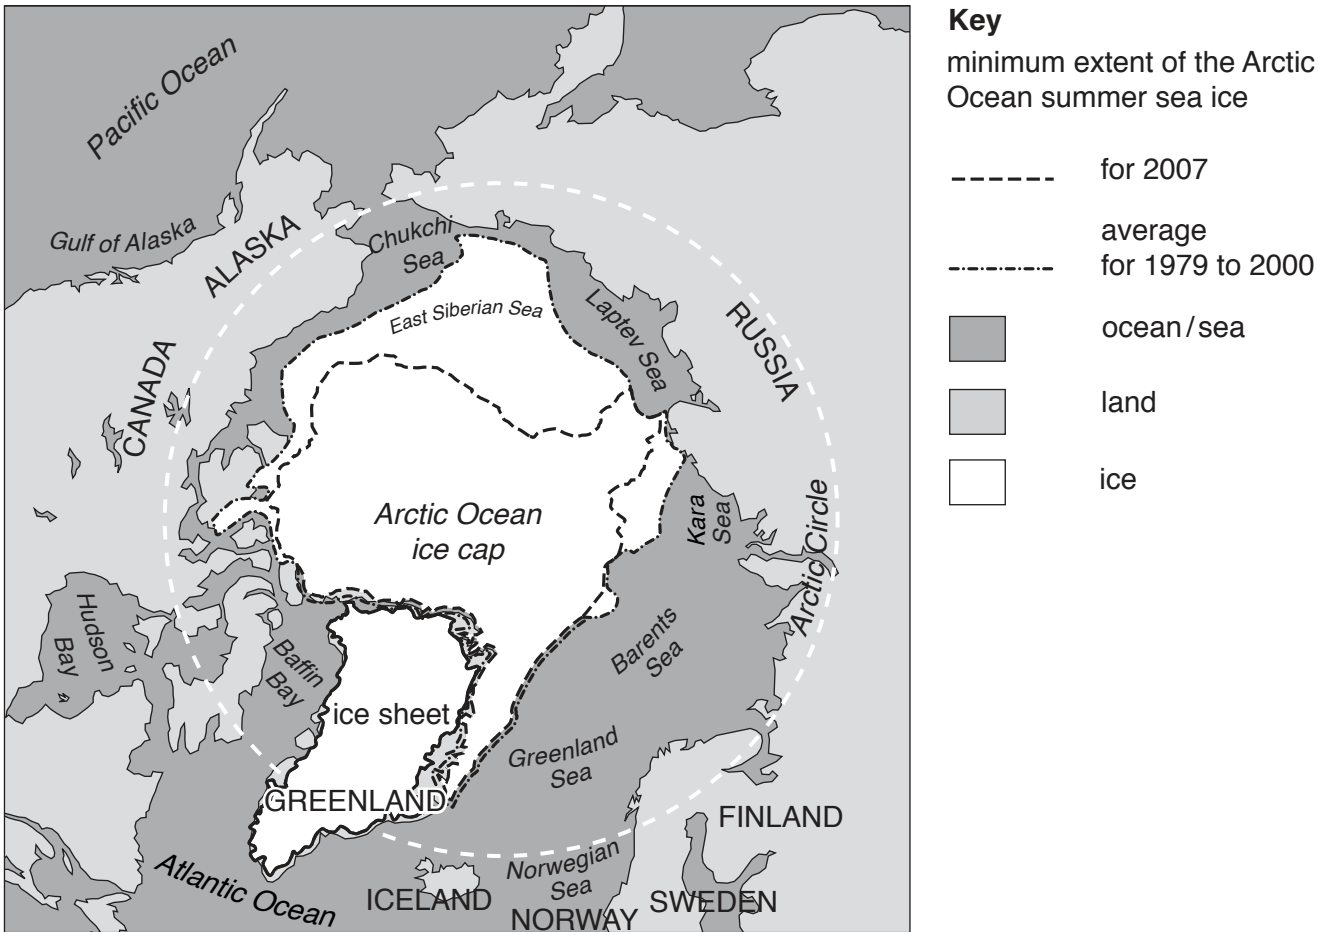 Key
minimum extent of the Arctic
Ocean summer sea ice
for 2007
average
for 1979 to 2000
ocean/sea
land
ice
Pacific Ocean
Gulf of Alaska
ALASKA
Chukchi
Sea
East Siberian Sea
Laptev Sea
RUSSIA
CANADA
Arctic Ocean
ice cap
Kara
Sea
Arctic Circle
Hudson
Bay
Baffin
Bay
Barents
Sea
ice sheet
Greenland
Sea
GREENLAND
FINLAND
Norwegian
Sea
Atlantic Ocean
ICELAND
NORWAY
SWEDEN